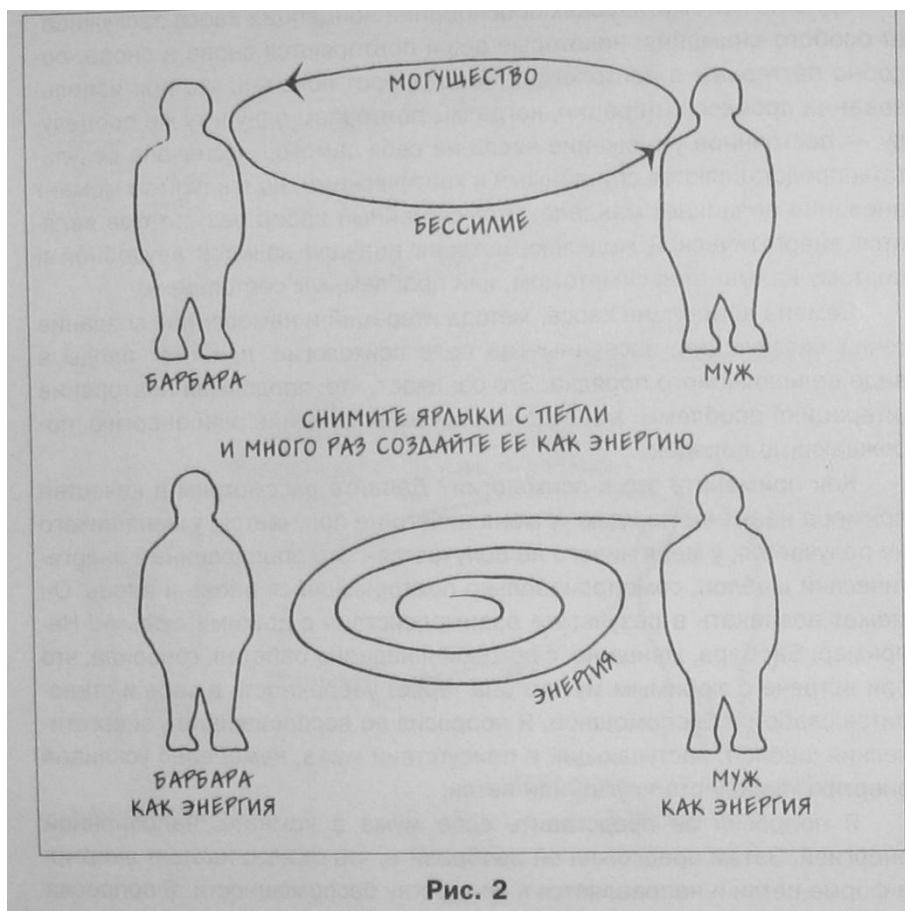 МОГУЩЕСТВО
БЕССИЛИЕ
БАРБАРА
МУЖ
СНИМИТЕ ЯРЛЫКИ С ПЕТЛИ
И МНОГО РАЗ СОЗДАЙТЕ ЕЕ КАК ЭНЕРГИЮ
ЭНЕРГИЯ
БАРБАРА
КАК ЭНЕРГИЯ
МУЖ
КАК ЭНЕРГИЯ
Рис. 2